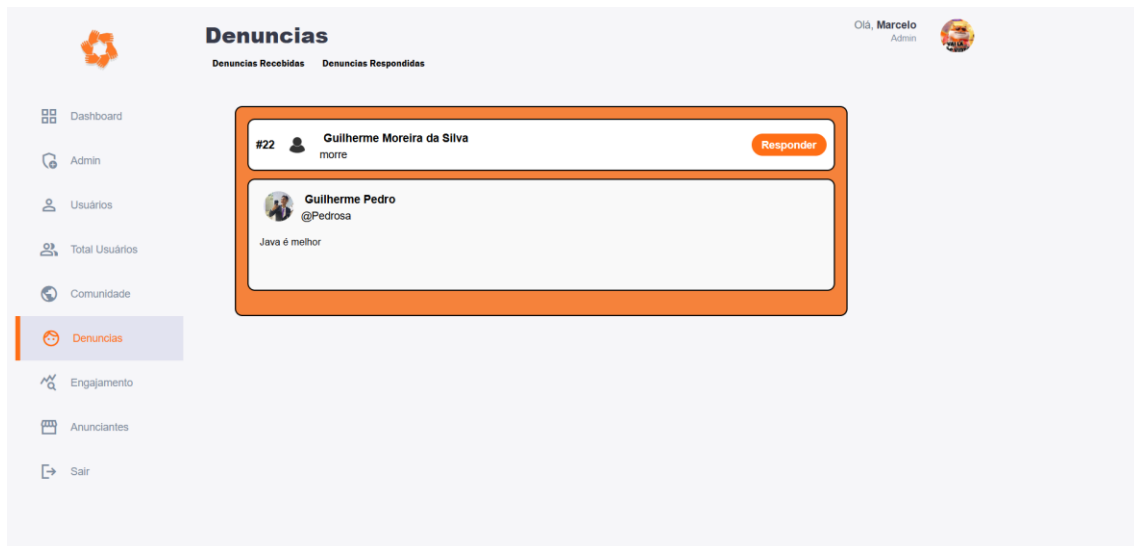 Denuncias
Denuncias Recebidas Denuncias Respondidas
Olá, Marcelo
Admin
Dashboard
Admin
Usuários
Total Usuários
Comunidade
Denuncias
Engajamento
Anunciantes
Sair
#22 Guilherme Moreira da Silva
morre
Responder
Guilherme Pedro
@Pedrosa
Java é melhor